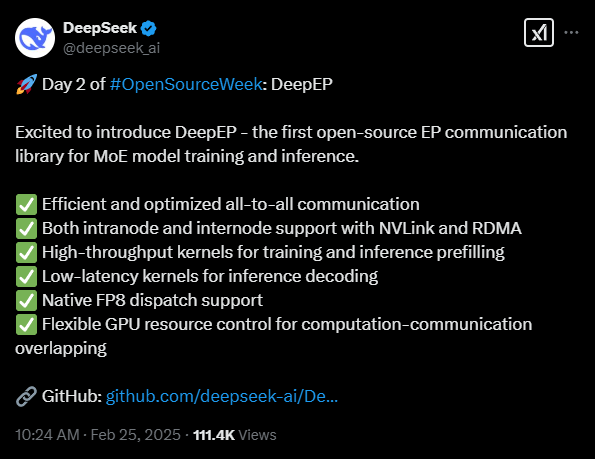 DeepSeek
@deepseek_ai
🚀 Day 2 of #OpenSourceWeek: DeepEP
Excited to introduce DeepEP - the first open-source EP communication
library for MoE model training and inference.
✅ Efficient and optimized all-to-all communication
✅ Both intranode and internode support with NVLink and RDMA
✅ High-throughput kernels for training and inference prefilling
✅ Low-latency kernels for inference decoding
✅ Native FP8 dispatch support
✅ Flexible GPU resource control for computation-communication
overlapping
🔗 GitHub: github.com/deepseek-ai/De...
10:24 AM · Feb 25, 2025 · 111.4K Views